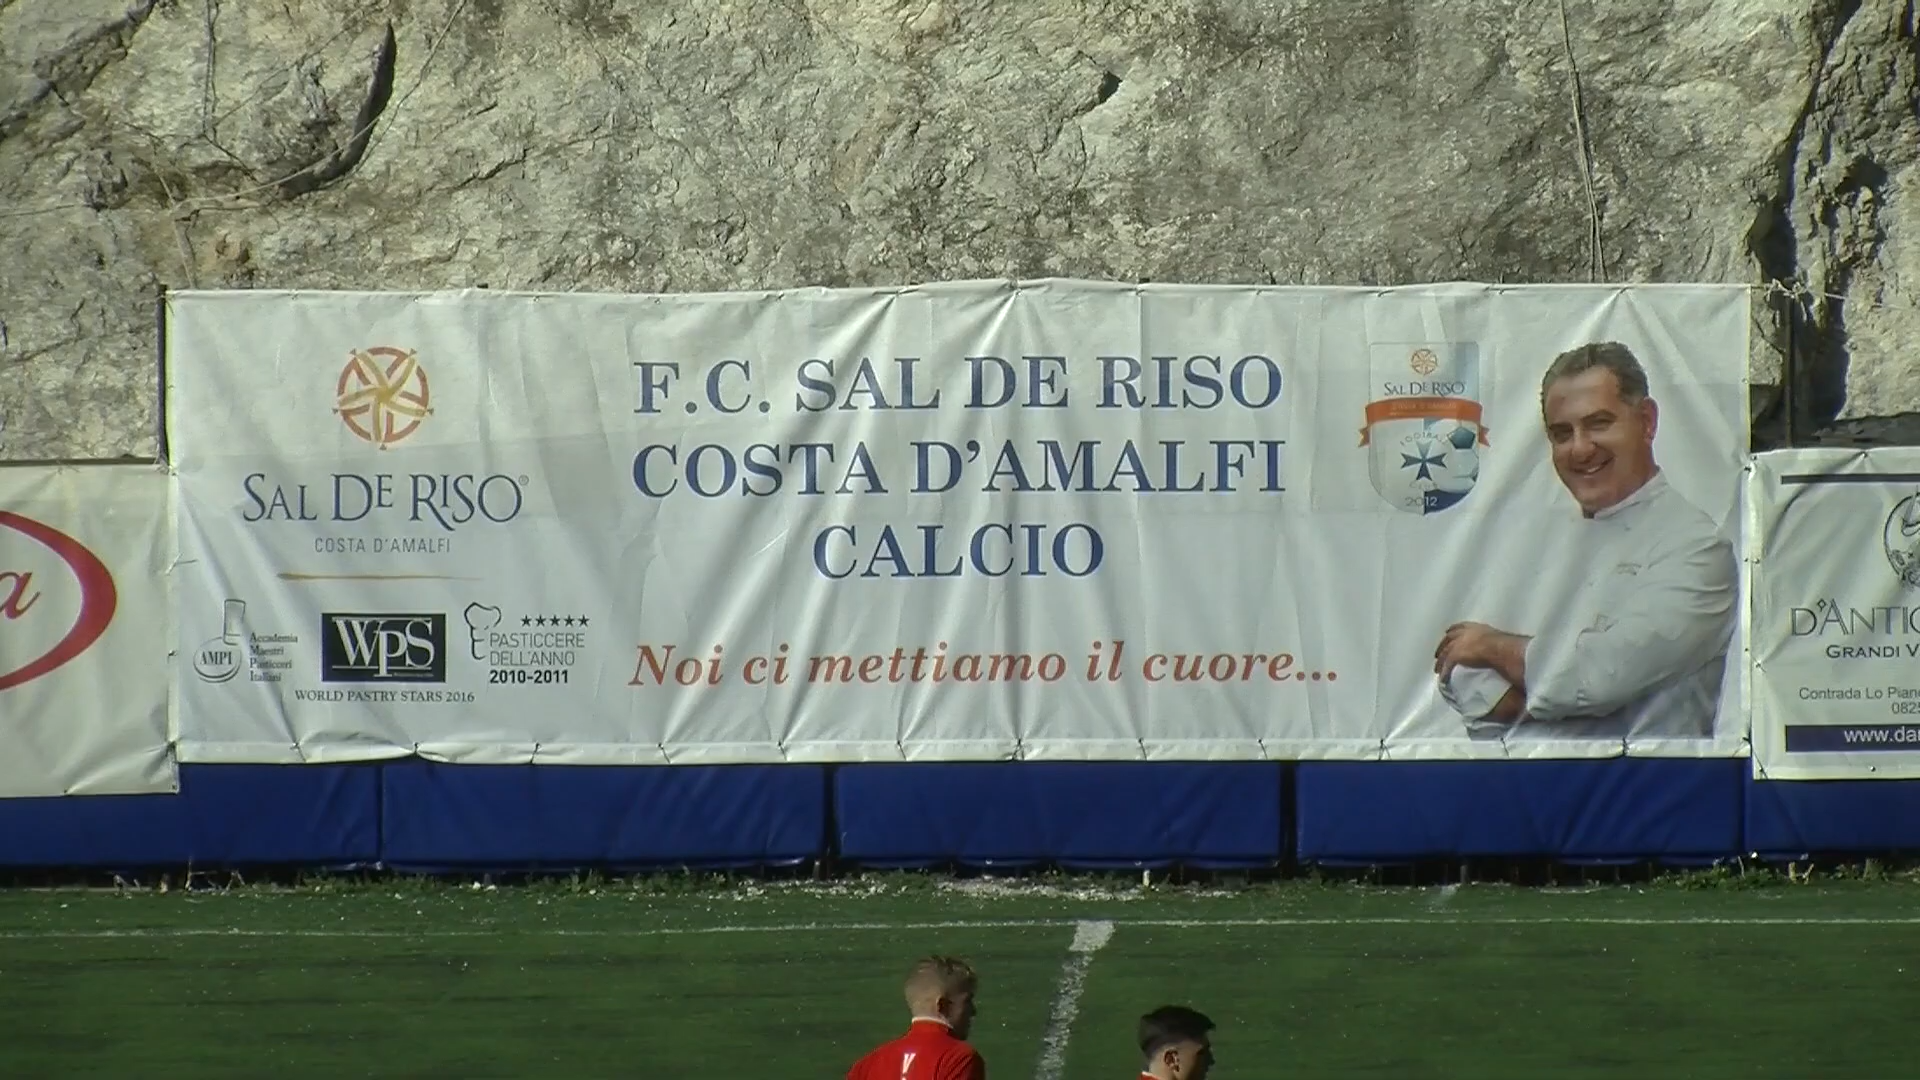 a
SAL DE RISO®
COSTA D'AMALFI
AMPI
Accademia
Maestri
Pasticceri
Italiani
WPS
WORLD PASTRY STARS 2016
PASTICCERE
DELL'ANNO
2010-2011
F.C. SAL DE RISO
COSTA D'AMALFI
CALCIO
Noi ci mettiamo il cuore...
SAL DE RISO
FOOTBALL
2012
D'ANTIC
GRANDI V
Contrada Lo Pian
0825
www.da